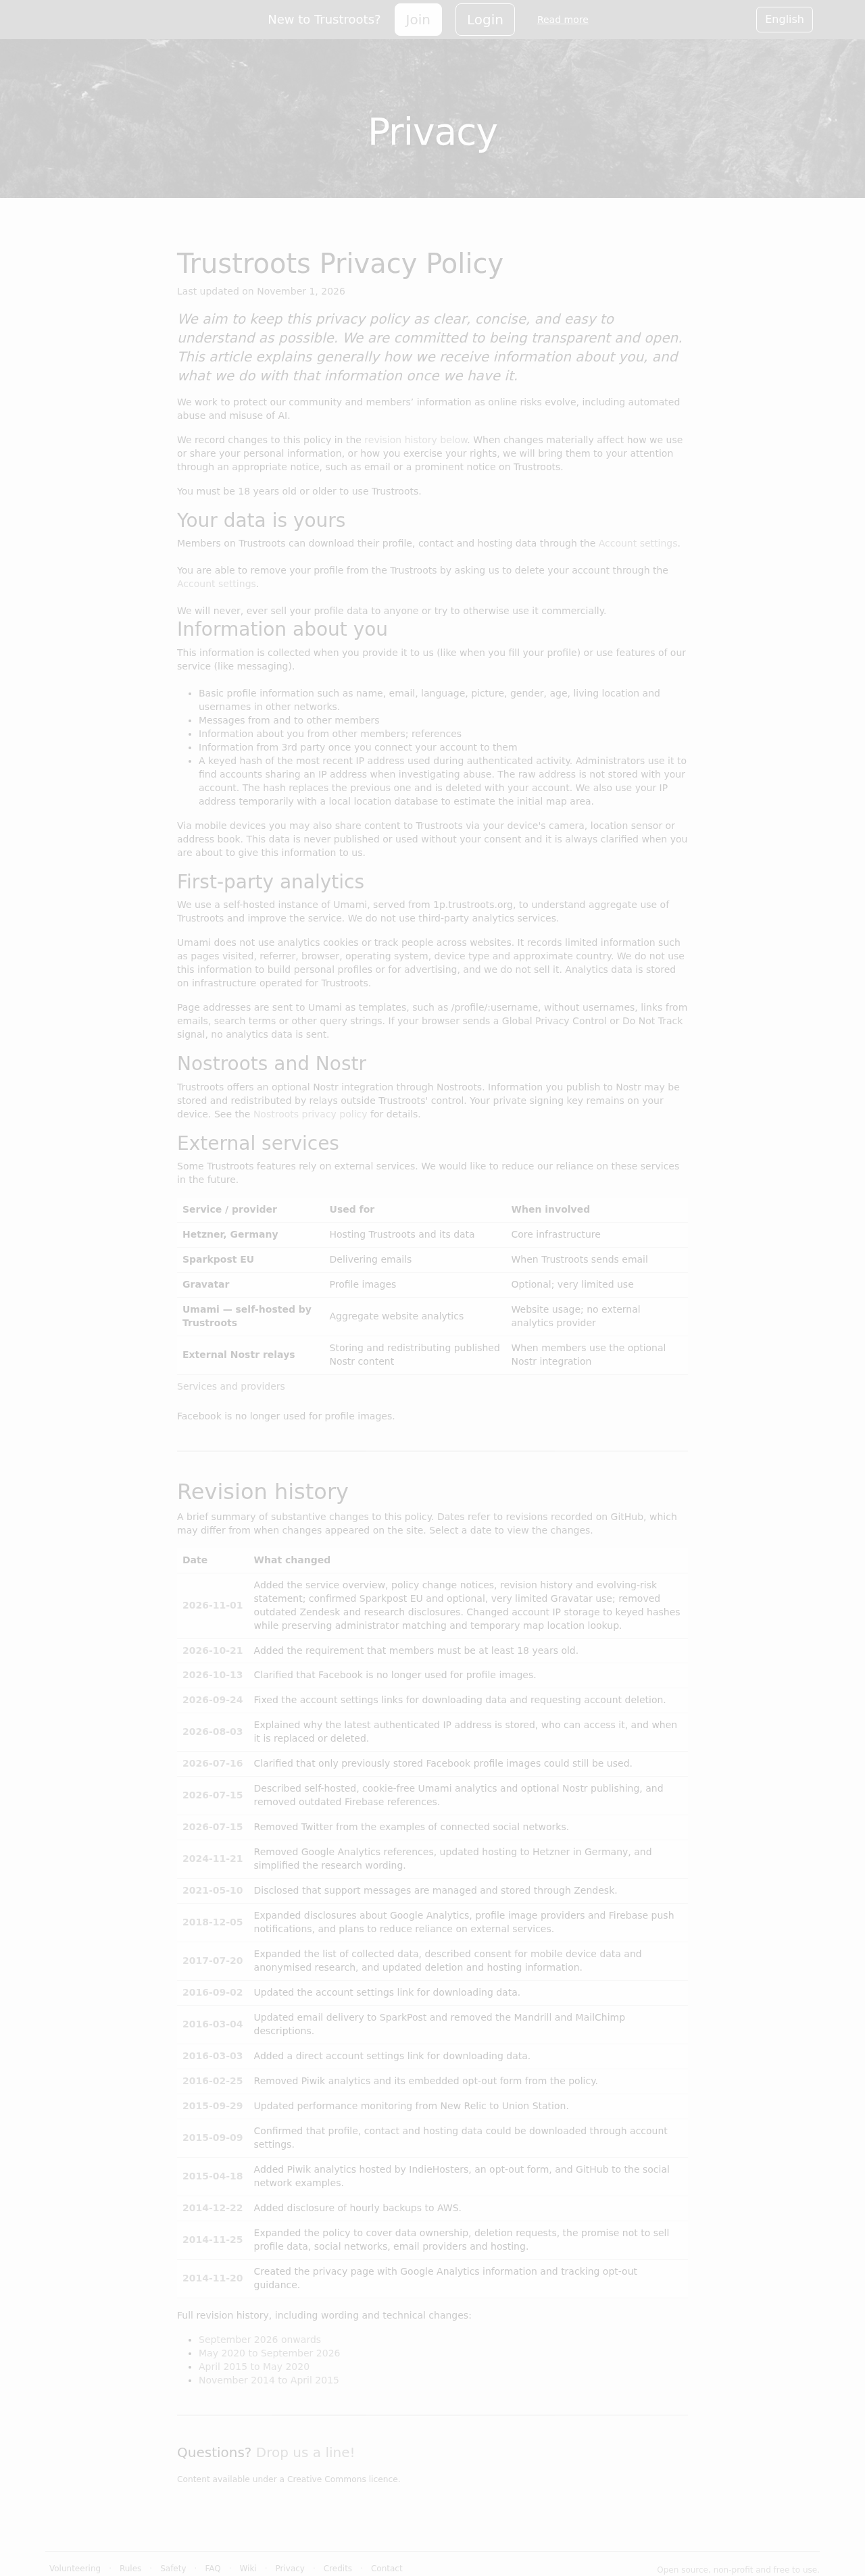 New to Trustroots? Join Login Read more English
Privacy
Trustroots Privacy Policy
Last updated on November 1, 2026
We aim to keep this privacy policy as clear, concise, and easy to
understand as possible. We are committed to being transparent and open.
This article explains generally how we receive information about you, and
what we do with that information once we have it.
We work to protect our community and members’ information as online risks evolve, including automated
abuse and misuse of AI.
We record changes to this policy in the revision history below. When changes materially affect how we use
or share your personal information, or how you exercise your rights, we will bring them to your attention
through an appropriate notice, such as email or a prominent notice on Trustroots.
You must be 18 years old or older to use Trustroots.
Your data is yours
Members on Trustroots can download their profile, contact and hosting data through the Account settings.
You are able to remove your profile from the Trustroots by asking us to delete your account through the
Account settings.
We will never, ever sell your profile data to anyone or try to otherwise use it commercially.
Information about you
This information is collected when you provide it to us (like when you fill your profile) or use features of our
service (like messaging).
• Basic profile information such as name, email, language, picture, gender, age, living location and
usernames in other networks.
• Messages from and to other members
• Information about you from other members; references
• Information from 3rd party once you connect your account to them
• A keyed hash of the most recent IP address used during authenticated activity. Administrators use it to
find accounts sharing an IP address when investigating abuse. The raw address is not stored with your
account. The hash replaces the previous one and is deleted with your account. We also use your IP
address temporarily with a local location database to estimate the initial map area.
Via mobile devices you may also share content to Trustroots via your device's camera, location sensor or
address book. This data is never published or used without your consent and it is always clarified when you
are about to give this information to us.
First-party analytics
We use a self-hosted instance of Umami, served from 1p.trustroots.org, to understand aggregate use of
Trustroots and improve the service. We do not use third-party analytics services.
Umami does not use analytics cookies or track people across websites. It records limited information such
as pages visited, referrer, browser, operating system, device type and approximate country. We do not use
this information to build personal profiles or for advertising, and we do not sell it. Analytics data is stored
on infrastructure operated for Trustroots.
Page addresses are sent to Umami as templates, such as /profile/:username, without usernames, links from
emails, search terms or other query strings. If your browser sends a Global Privacy Control or Do Not Track
signal, no analytics data is sent.
Nostroots and Nostr
Trustroots offers an optional Nostr integration through Nostroots. Information you publish to Nostr may be
stored and redistributed by relays outside Trustroots' control. Your private signing key remains on your
device. See the Nostroots privacy policy for details.
External services
Some Trustroots features rely on external services. We would like to reduce our reliance on these services
in the future.
Service / provider Used for When involved
Hetzner, Germany Hosting Trustroots and its data Core infrastructure
Sparkpost EU Delivering emails When Trustroots sends email
Gravatar Profile images Optional; very limited use
Umami — self-hosted by
Trustroots Aggregate website analytics Website usage; no external
analytics provider
External Nostr relays Storing and redistributing published
Nostr content When members use the optional
Nostr integration
Services and providers
Facebook is no longer used for profile images.
Revision history
A brief summary of substantive changes to this policy. Dates refer to revisions recorded on GitHub, which
may differ from when changes appeared on the site. Select a date to view the changes.
Date What changed
2026-11-01 Added the service overview, policy change notices, revision history and evolving-risk
statement; confirmed Sparkpost EU and optional, very limited Gravatar use; removed
outdated Zendesk and research disclosures. Changed account IP storage to keyed hashes
while preserving administrator matching and temporary map location lookup.
2026-10-21 Added the requirement that members must be at least 18 years old.
2026-10-13 Clarified that Facebook is no longer used for profile images.
2026-09-24 Fixed the account settings links for downloading data and requesting account deletion.
2026-08-03 Explained why the latest authenticated IP address is stored, who can access it, and when
it is replaced or deleted.
2026-07-16 Clarified that only previously stored Facebook profile images could still be used.
2026-07-15 Described self-hosted, cookie-free Umami analytics and optional Nostr publishing, and
removed outdated Firebase references.
2026-07-15 Removed Twitter from the examples of connected social networks.
2024-11-21 Removed Google Analytics references, updated hosting to Hetzner in Germany, and
simplified the research wording.
2021-05-10 Disclosed that support messages are managed and stored through Zendesk.
2018-12-05 Expanded disclosures about Google Analytics, profile image providers and Firebase push
notifications, and plans to reduce reliance on external services.
2017-07-20 Expanded the list of collected data, described consent for mobile device data and
anonymised research, and updated deletion and hosting information.
2016-09-02 Updated the account settings link for downloading data.
2016-03-04 Updated email delivery to SparkPost and removed the Mandrill and MailChimp
descriptions.
2016-03-03 Added a direct account settings link for downloading data.
2016-02-25 Removed Piwik analytics and its embedded opt-out form from the policy.
2015-09-29 Updated performance monitoring from New Relic to Union Station.
2015-09-09 Confirmed that profile, contact and hosting data could be downloaded through account
settings.
2015-04-18 Added Piwik analytics hosted by IndieHosters, an opt-out form, and GitHub to the social
network examples.
2014-12-22 Added disclosure of hourly backups to AWS.
2014-11-25 Expanded the policy to cover data ownership, deletion requests, the promise not to sell
profile data, social networks, email providers and hosting.
2014-11-20 Created the privacy page with Google Analytics information and tracking opt-out
guidance.
Full revision history, including wording and technical changes:
• September 2026 onwards
• May 2020 to September 2026
• April 2015 to May 2020
• November 2014 to April 2015
Questions? Drop us a line!
Content available under a Creative Commons licence.
Volunteering Rules Safety FAQ Wiki Privacy Credits Contact Open source, non-profit and free to use.